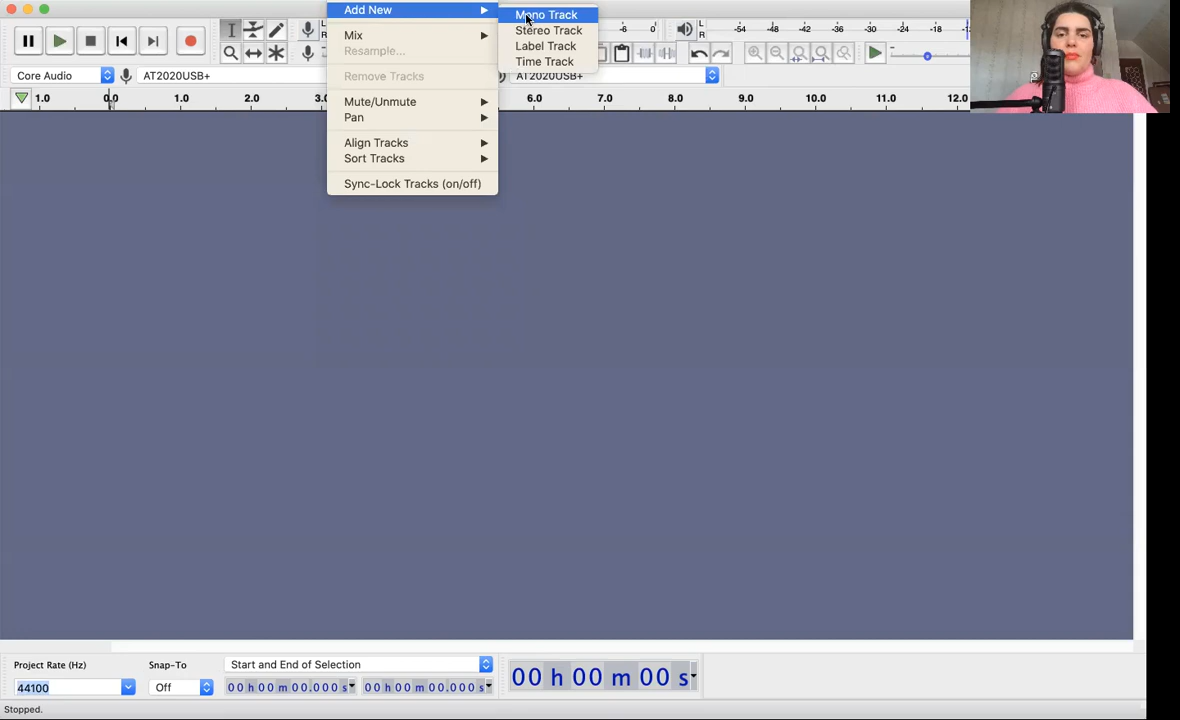 Add New
Mix
Resample...
Remove Tracks
Mute/Unmute
Pan
Align Tracks
Sort Tracks
Sync-Lock Tracks (on/off)
Mono Track
Stereo Track
Label Track
Time Track
L
-6 0
L
R
-54 -48 -42 -36 -30 -24 -18
Core Audio
AT2020USB+
AT2020USB+
1.0 0.0 1.0 2.0 6.0 7.0 8.0 9.0 10.0 11.0 12.0
Project Rate (Hz)
Snap-To
Start and End of Selection
44100
Off
00 h 00 m 00.000 s
00 h 00 m 00.000 s
00 h 00 m 00 s
Stopped.